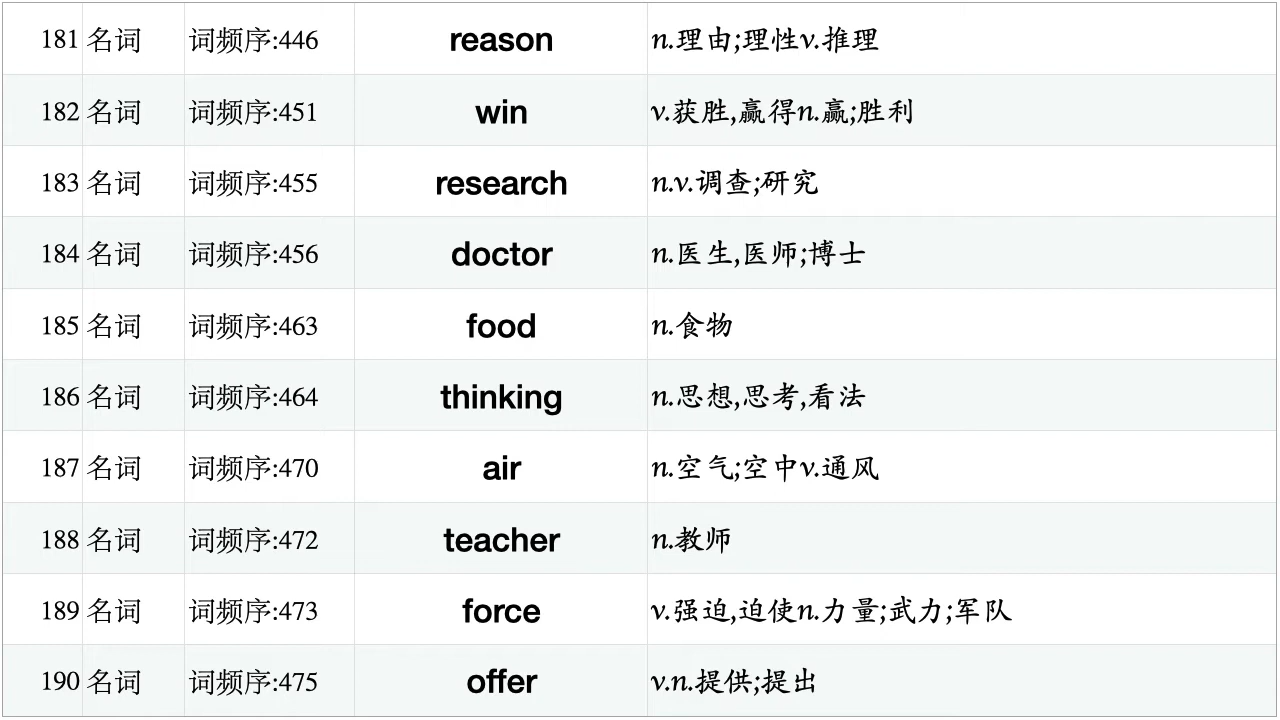 181 名词 词频序:446 reason n.理由;理性v.推理
182 名词 词频序:451 win v.获胜,赢得n.赢;胜利
183 名词 词频序:455 research n.v.调查;研究
184 名词 词频序:456 doctor n.医生,医师;博士
185 名词 词频序:463 food n.食物
186 名词 词频序:464 thinking n.思想,思考,看法
187 名词 词频序:470 air n.空气;空中v.通风
188 名词 词频序:472 teacher n.教师
189 名词 词频序:473 force v.强迫,迫使n.力量;武力;军队
190 名词 词频序:475 offer v.n.提供;提出